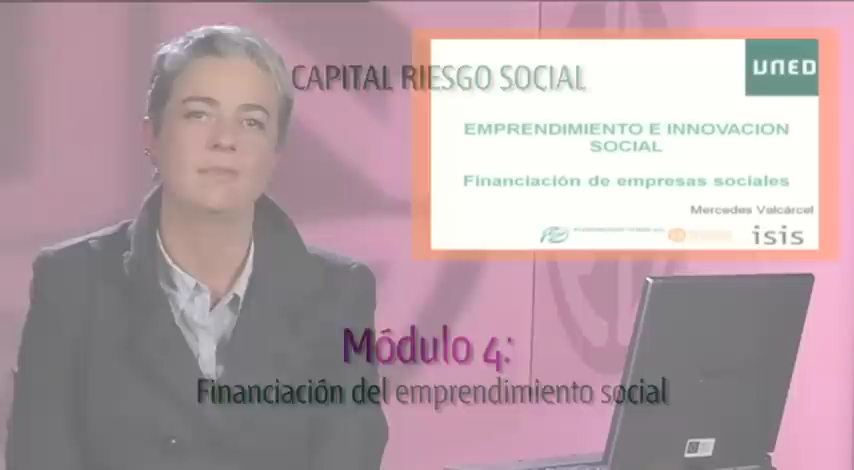 CAPITAL RIESGO SOCIAL
UNED
EMPRENDIMIENTO E INNOVACION
SOCIAL
Financiación de empresas sociales
Mercedes Valcárcel
isis
Módulo 4:
Financiación del emprendimiento social